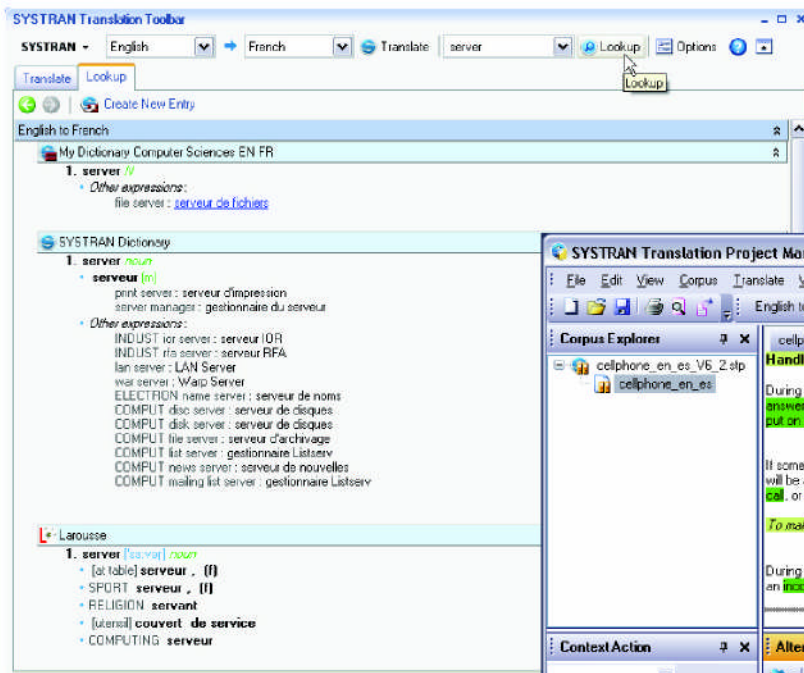 SYSTRAN Translation Toolbar
SYSTRAN English French Translate server Lookup Options
Lookup
Translate Lookup
Create New Entry
English to French
My Dictionary Computer Sciences EN FR
1. server N
Other expressions:
file server : serveur de fichiers
SYSTRAN Dictionary
1. server noun
serveur [m]
print server : serveur d'impression
server manager : gestionnaire du serveur
Other expressions:
INDUST ior server : serveur IOR
INDUST rfa server : serveur RFA
lan server : LAN Server
war server : Warp Server
ELECTRON name server : serveur de noms
COMPUT disc server : serveur de disques
COMPUT disk server : serveur de disques
COMPUT file server : serveur d'archivage
COMPUT list server : gestionnaire Listserv
COMPUT news server : serveur de nouvelles
COMPUT mailing list server : gestionnaire Listserv
Larousse
1. server noun
[at table] serveur , (f)
SPORT serveur , (f)
RELIGION servant
[utensil] couvert de service
COMPUTING serveur
SYSTRAN Translation Project Ma
File Edit View Corpus Translate
English to
Corpus Explorer
cellphone_en_es_V6_2.stp
cellphone_en_es
cellp
Handl
During
answer
put on
If some
will be
call, or
To mak
During
an inco
Context Action
Alter